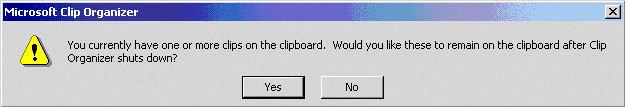 Microsoft Clip Organizer
You currently have one or more clips on the clipboard.  Would you like these to remain on the clipboard after Clip
Organizer shuts down?
Yes
No